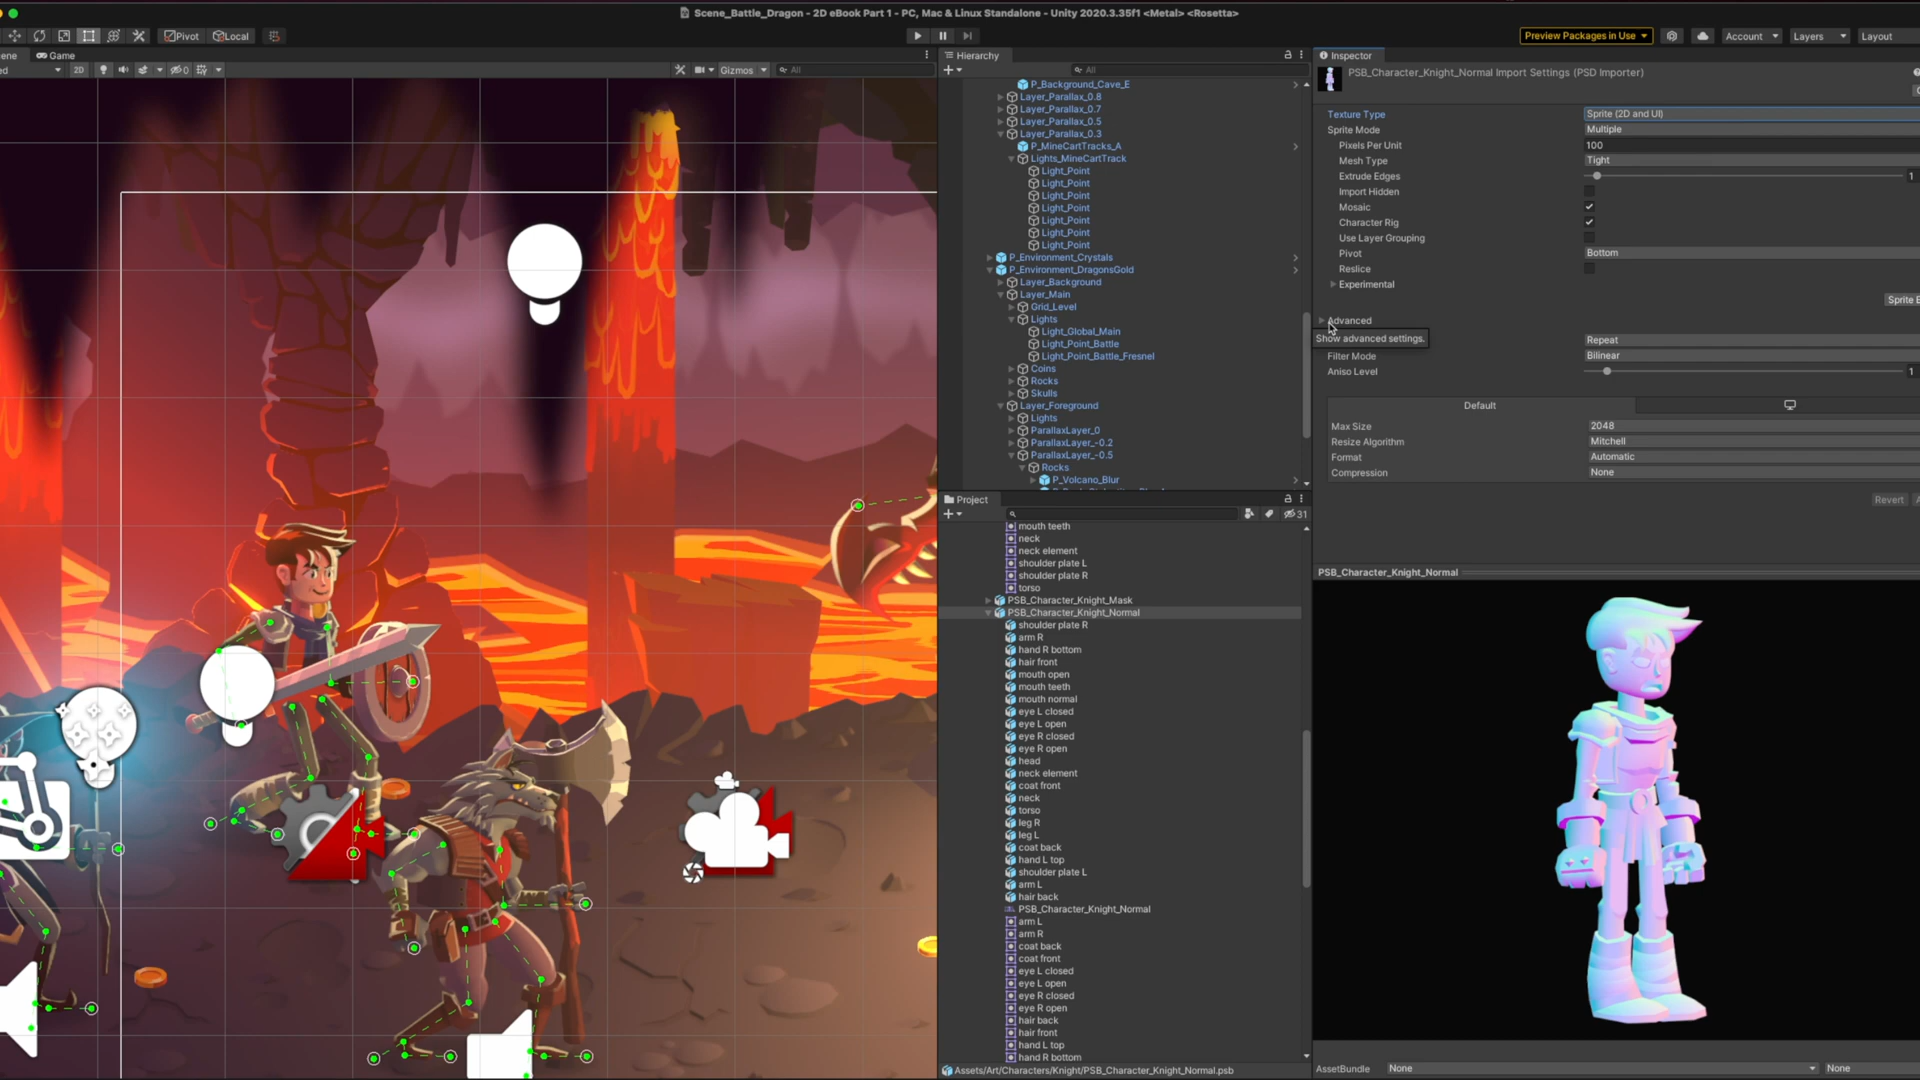 Scene_Battle_Dragon - 2D eBook Part 1 - PC, Mac & Linux Standalone - Unity 2020.3.35f1 <Metal> <Rosetta>
Pivot
Local
Preview Packages in Use
Account
Layers
Layout
Game
2D
0
Gizmos
All
Hierarchy
All
P_Background_Cave_E
Layer_Parallax_0.8
Layer_Parallax_0.7
Layer_Parallax_0.5
Layer_Parallax_0.3
P_MineCartTracks_A
Lights_MineCartTrack
Light_Point
Light_Point
Light_Point
Light_Point
Light_Point
Light_Point
Light_Point
P_Environment_Crystals
P_Environment_DragonsGold
Layer_Background
Layer_Main
Grid_Level
Lights
Light_Global_Main
Light_Point_Battle
Light_Point_Battle_Fresnel
Coins
Rocks
Skulls
Layer_Foreground
Lights
ParallaxLayer_0
ParallaxLayer_-0.2
ParallaxLayer_-0.5
Rocks
P_Volcano_Blur
Project
31
mouth teeth
neck
neck element
shoulder plate L
shoulder plate R
torso
PSB_Character_Knight_Mask
PSB_Character_Knight_Normal
shoulder plate R
arm R
hand R bottom
hair front
mouth open
mouth teeth
mouth normal
eye L closed
eye L open
eye R closed
eye R open
head
neck element
coat front
neck
torso
leg R
leg L
coat back
hand L top
shoulder plate L
arm L
hair back
PSB_Character_Knight_Normal
arm L
arm R
coat back
coat front
eye L closed
eye L open
eye R closed
eye R open
hair back
hair front
hand L top
hand R bottom
Assets/Art/Characters/Knight/PSB_Character_Knight_Normal.psb
Inspector
PSB_Character_Knight_Normal Import Settings (PSD Importer)
Texture Type Sprite (2D and UI)
Sprite Mode Multiple
Pixels Per Unit 100
Mesh Type Tight
Extrude Edges 1
Import Hidden
Mosaic
Character Rig
Use Layer Grouping
Pivot Bottom
Reslice
Experimental
Sprite E
Advanced
Show advanced settings.
Repeat
Filter Mode Bilinear
Aniso Level 1
Default
Max Size 2048
Resize Algorithm Mitchell
Format Automatic
Compression None
Revert
PSB_Character_Knight_Normal
AssetBundle None None